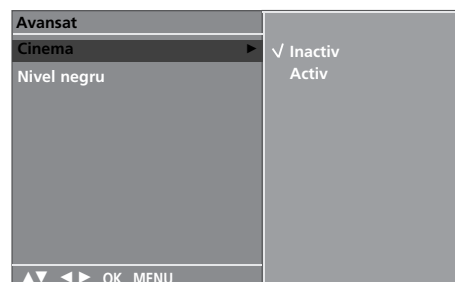 Avansat
Cinema ►
√ Inactiv
Nivel negru
Activ
▲▼ ◄► OK MENU